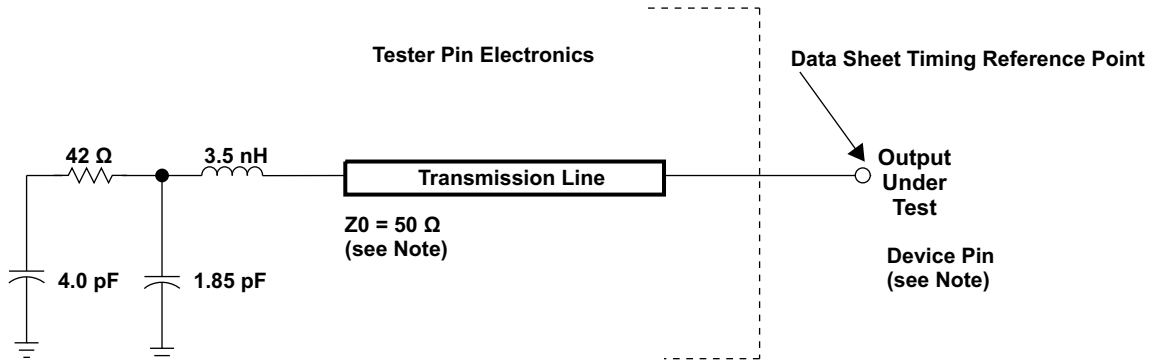 Tester Pin Electronics
Data Sheet Timing Reference Point
42 Ω
3.5 nH
Transmission Line
Output
Under
Test
Z0 = 50 Ω
(see Note)
Device Pin
(see Note)
4.0 pF
1.85 pF